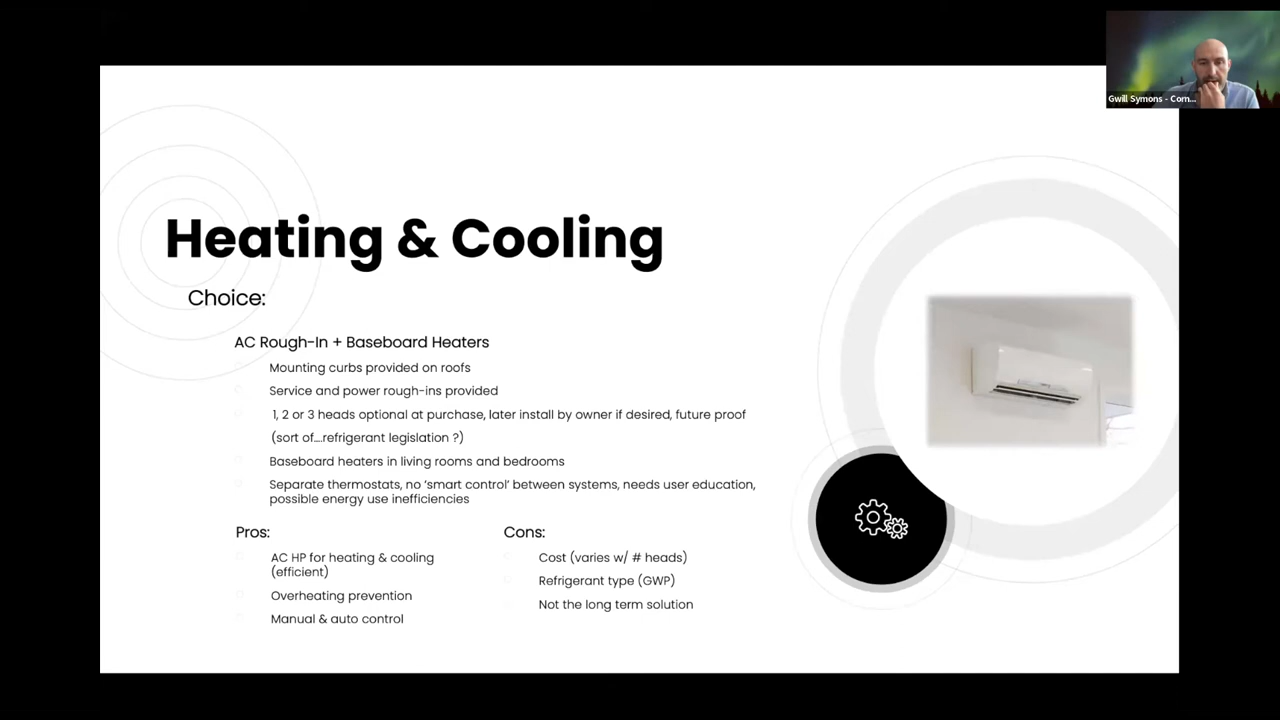 Gwill Symons - Com...
Heating & Cooling
Choice:
AC Rough-In + Baseboard Heaters
Mounting curbs provided on roofs
Service and power rough-ins provided
1, 2 or 3 heads optional at purchase, later install by owner if desired, future proof
(sort of....refrigerant legislation ?)
Baseboard heaters in living rooms and bedrooms
Separate thermostats, no ‘smart control’ between systems, needs user education,
possible energy use inefficiencies
Pros:
AC HP for heating & cooling
(efficient)
Overheating prevention
Manual & auto control
Cons:
Cost (varies w/ # heads)
Refrigerant type (GWP)
Not the long term solution